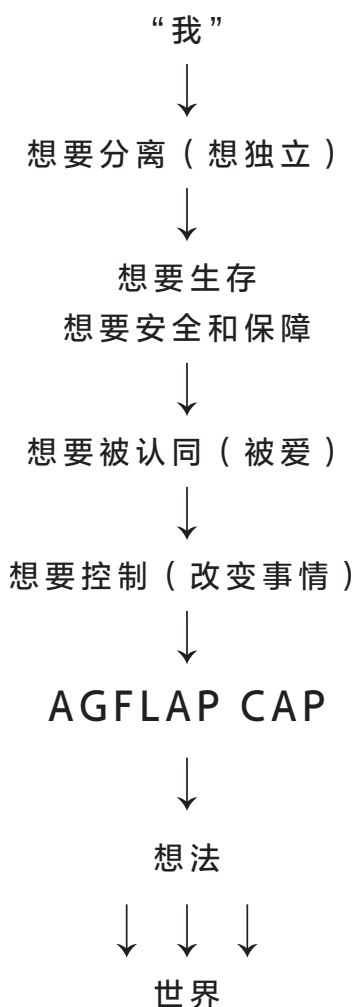 “我”
想要分离（想独立）
想要生存
想要安全和保障
想要被认同（被爱）
想要控制（改变事情）
AGFLAP CAP
想法
世界